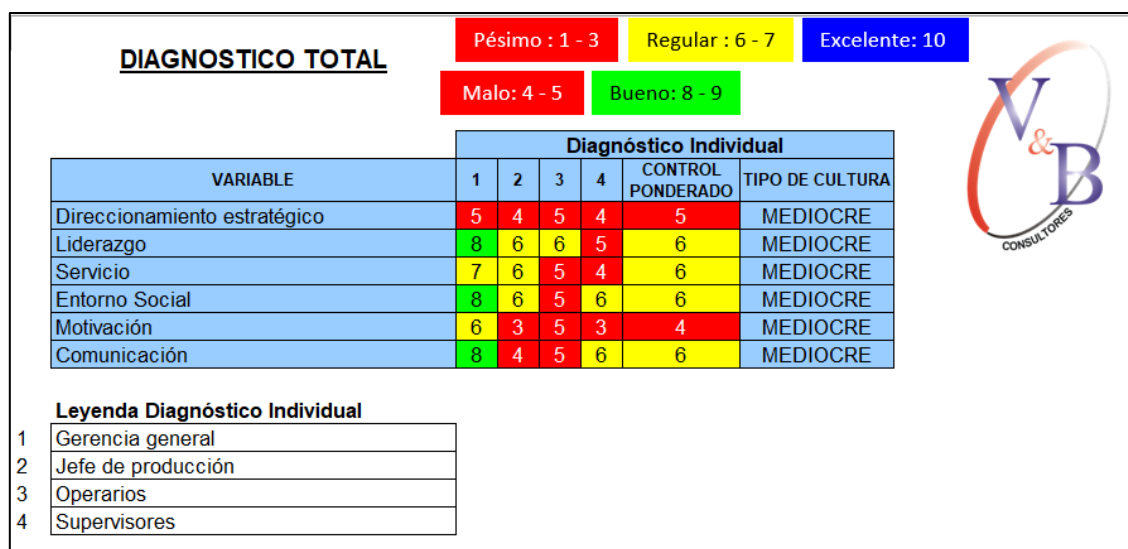 DIAGNOSTICO TOTAL
Pésimo : 1 - 3
Regular : 6 - 7
Excelente: 10
Malo: 4 - 5
Bueno: 8 - 9
V&B
CONSULTORES
Diagnóstico Individual
VARIABLE 1 2 3 4 CONTROL PONDERADO TIPO DE CULTURA
Direccionamiento estratégico 5 4 5 4 5 MEDIOCRE
Liderazgo 8 6 6 5 6 MEDIOCRE
Servicio 7 6 5 4 6 MEDIOCRE
Entorno Social 8 6 5 6 6 MEDIOCRE
Motivación 6 3 5 3 4 MEDIOCRE
Comunicación 8 4 5 6 6 MEDIOCRE
Leyenda Diagnóstico Individual
1 Gerencia general
2 Jefe de producción
3 Operarios
4 Supervisores